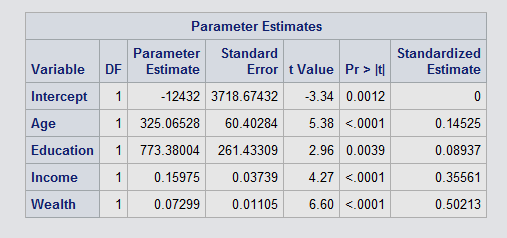 Parameter Estimates
Variable DF Parameter Estimate Standard Error t Value Pr > |t| Standardized Estimate
Intercept 1 -12432 3718.67432 -3.34 0.0012 0
Age 1 325.06528 60.40284 5.38 <.0001 0.14525
Education 1 773.38004 261.43309 2.96 0.0039 0.08937
Income 1 0.15975 0.03739 4.27 <.0001 0.35561
Wealth 1 0.07299 0.01105 6.60 <.0001 0.50213